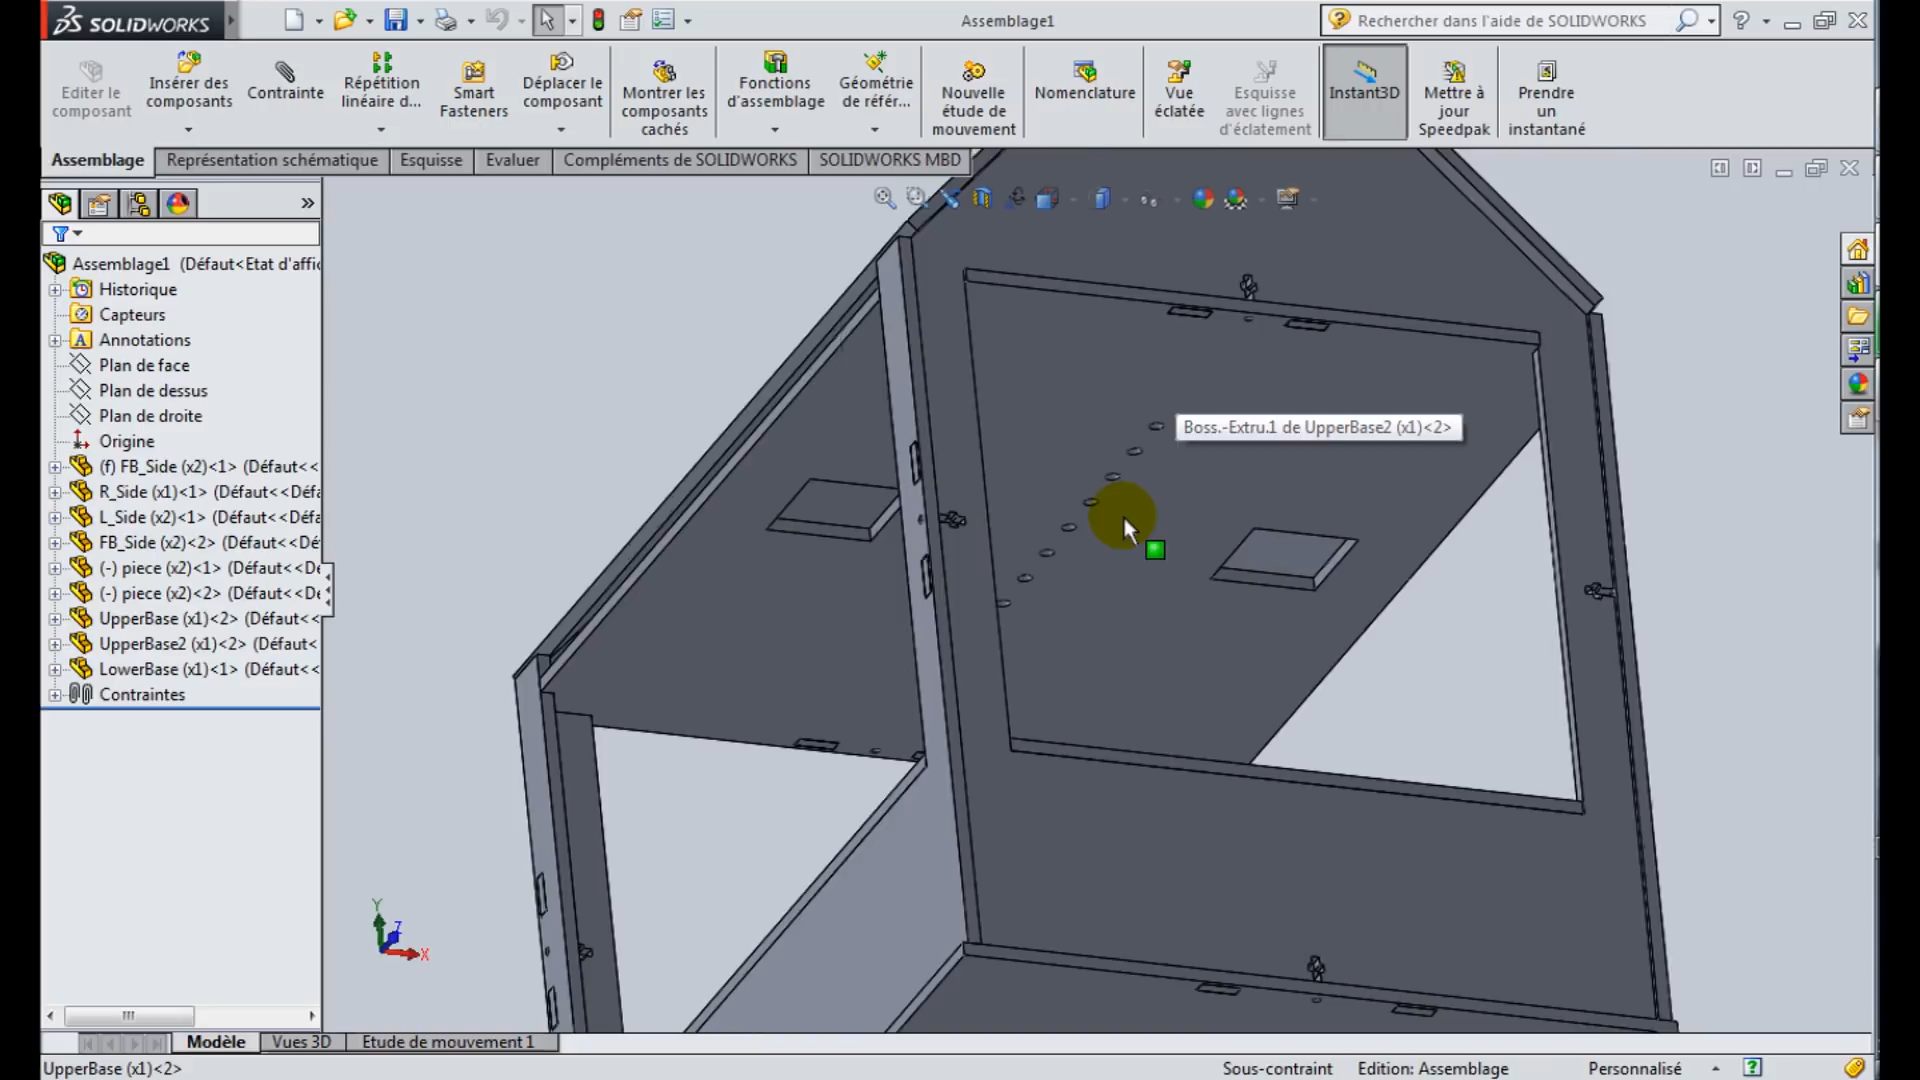 SOLIDWORKS
Assemblage1
Rechercher dans l'aide de SOLIDWORKS
Editer le composant
Insérer des composants
Contrainte
Répétition linéaire d...
Smart Fasteners
Déplacer le composant
Montrer les composants cachés
Fonctions d'assemblage
Géométrie de référ...
Nouvelle étude de mouvement
Nomenclature
Vue éclatée
Esquisse avec lignes d'éclatement
Instant3D
Mettre à jour Speedpak
Prendre un instantané
Assemblage
Représentation schématique
Esquisse
Evaluer
Compléments de SOLIDWORKS
SOLIDWORKS MBD
Assemblage1 (Défaut<Etat d'affi
Historique
Capteurs
Annotations
Plan de face
Plan de dessus
Plan de droite
Origine
(f) FB_Side (x2)<1> (Défaut<<
R_Side (x1)<1> (Défaut<<Défa
L_Side (x2)<1> (Défaut<<Défa
FB_Side (x2)<2> (Défaut<<Dé
(-) piece (x2)<1> (Défaut<<De
(-) piece (x2)<2> (Défaut<<De
UpperBase (x1)<2> (Défaut<<
UpperBase2 (x1)<2> (Défaut<
LowerBase (x1)<1> (Défaut<<
Contraintes
Boss.-Extru.1 de UpperBase2 (x1)<2>
Y
Z
X
Modèle
Vues 3D
Etude de mouvement 1
UpperBase (x1)<2>
Sous-contraint
Edition: Assemblage
Personnalisé